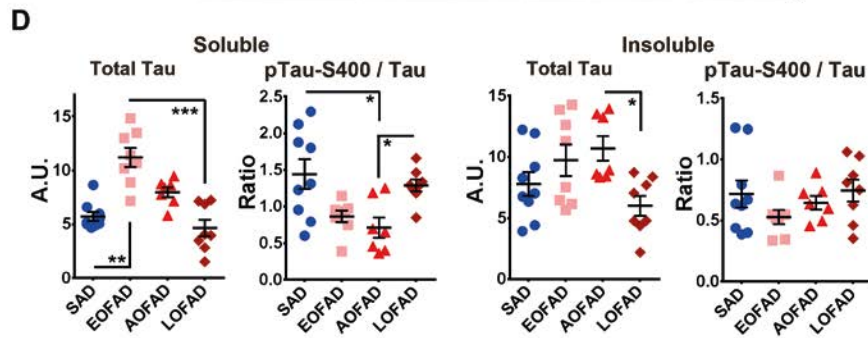 D
Soluble
Insoluble
Total Tau
pTau-S400 / Tau
Total Tau
pTau-S400 / Tau
A.U.
15
10
5
0
***
**
SAD
EOFAD
AOFAD
LOFAD
Ratio
2.5
2.0
1.5
1.0
0.5
0.0
*
*
SAD
EOFAD
AOFAD
LOFAD
A.U.
15
10
5
0
*
SAD
EOFAD
AOFAD
LOFAD
Ratio
1.5
1.0
0.5
0.0
SAD
EOFAD
AOFAD
LOFAD